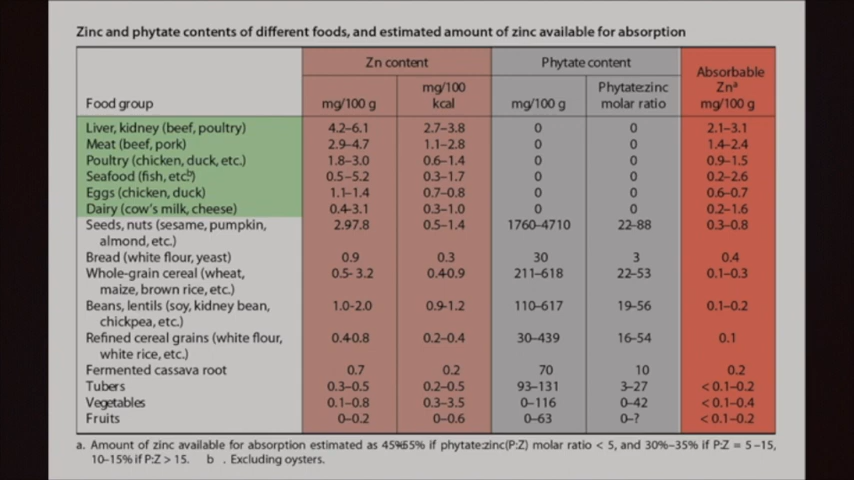 Zinc and phytate contents of different foods, and estimated amount of zinc available for absorption
Zn content Phytate content Absorbable Znᵃ mg/100 g
Food group mg/100 g mg/100 kcal mg/100 g Phytate:zinc molar ratio
Liver, kidney (beef, poultry) 4.2–6.1 2.7–3.8 0 0 2.1–3.1
Meat (beef, pork) 2.9–4.7 1.1–2.8 0 0 1.4–2.4
Poultry (chicken, duck, etc.) 1.8–3.0 0.6–1.4 0 0 0.9–1.5
Seafood (fish, etcᵇ) 0.5–5.2 0.3–1.7 0 0 0.2–2.6
Eggs (chicken, duck) 1.1–1.4 0.7–0.8 0 0 0.6–0.7
Dairy (cow's milk, cheese) 0.4–3.1 0.3–1.0 0 0 0.2–1.6
Seeds, nuts (sesame, pumpkin, 2.97.8 0.5–1.4 1760–4710 22–88 0.3–0.8
almond, etc.)
Bread (white flour, yeast) 0.9 0.3 30 3 0.4
Whole-grain cereal (wheat, 0.5- 3.2 0.4-0.9 211–618 22–53 0.1–0.3
maize, brown rice, etc.)
Beans, lentils (soy, kidney bean, 1.0-2.0 0.9-1.2 110–617 19–56 0.1–0.2
chickpea, etc.)
Refined cereal grains (white flour, 0.4-0.8 0.2–0.4 30–439 16–54 0.1
white rice, etc.)
Fermented cassava root 0.7 0.2 70 10 0.2
Tubers 0.3–0.5 0.2–0.5 93–131 3–27 < 0.1–0.2
Vegetables 0.1–0.8 0.3–3.5 0–116 0–42 < 0.1–0.4
Fruits 0–0.2 0–0.6 0–63 0–? < 0.1–0.2
a. Amount of zinc available for absorption estimated as if phytate:zinc(P:Z) molar ratio < 5, and 30%–35% if P:Z = 5 –15,
10–15% if P:Z > 15. b . Excluding oysters.